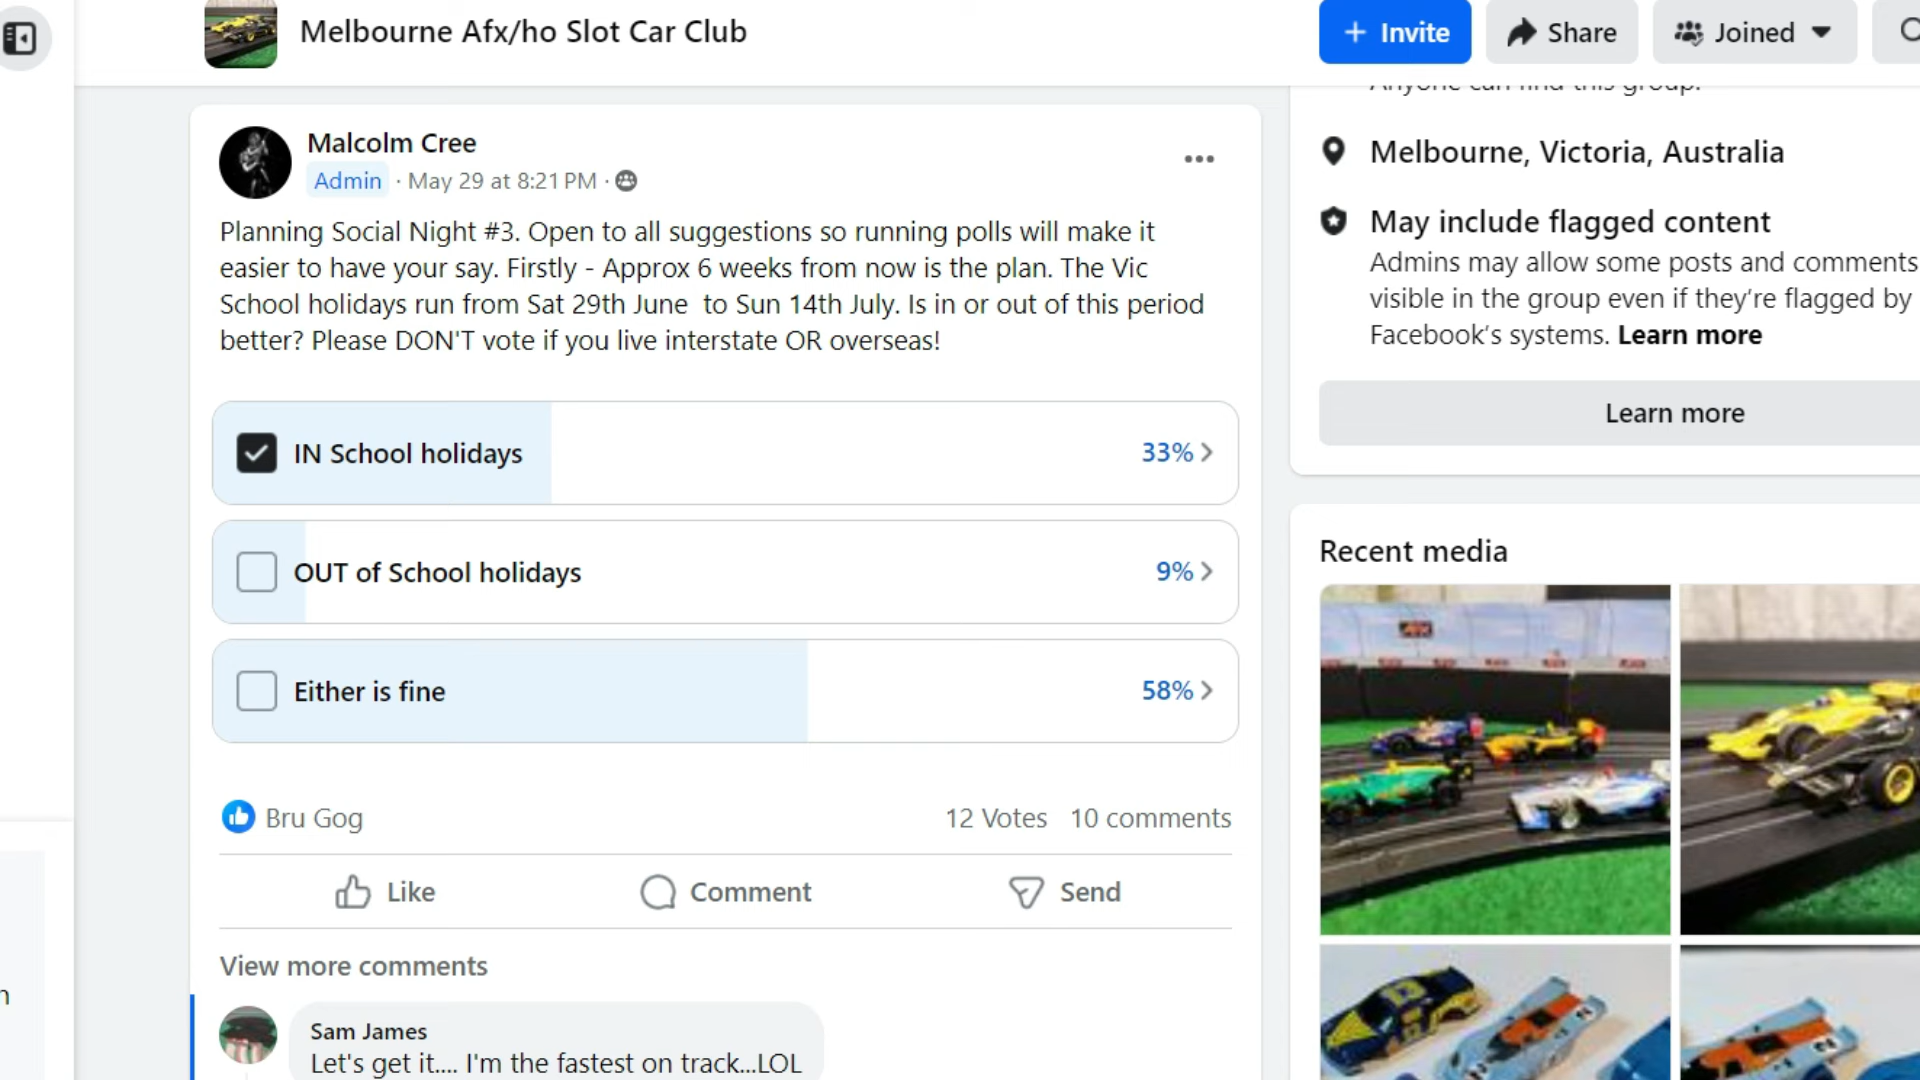 Melbourne Afx/ho Slot Car Club
+ Invite
Share
Joined
Malcolm Cree
Admin · May 29 at 8:21 PM ·
Planning Social Night #3. Open to all suggestions so running polls will make it
easier to have your say. Firstly - Approx 6 weeks from now is the plan. The Vic
School holidays run from Sat 29th June to Sun 14th July. Is in or out of this period
better? Please DON'T vote if you live interstate OR overseas!
IN School holidays 33%
OUT of School holidays 9%
Either is fine 58%
Bru Gog 12 Votes 10 comments
Like Comment Send
View more comments
Sam James
Let's get it.... I'm the fastest on track...LOL
Anyone can find this group.
Melbourne, Victoria, Australia
May include flagged content
Admins may allow some posts and comments
visible in the group even if they're flagged by
Facebook's systems. Learn more
Learn more
Recent media
AFX